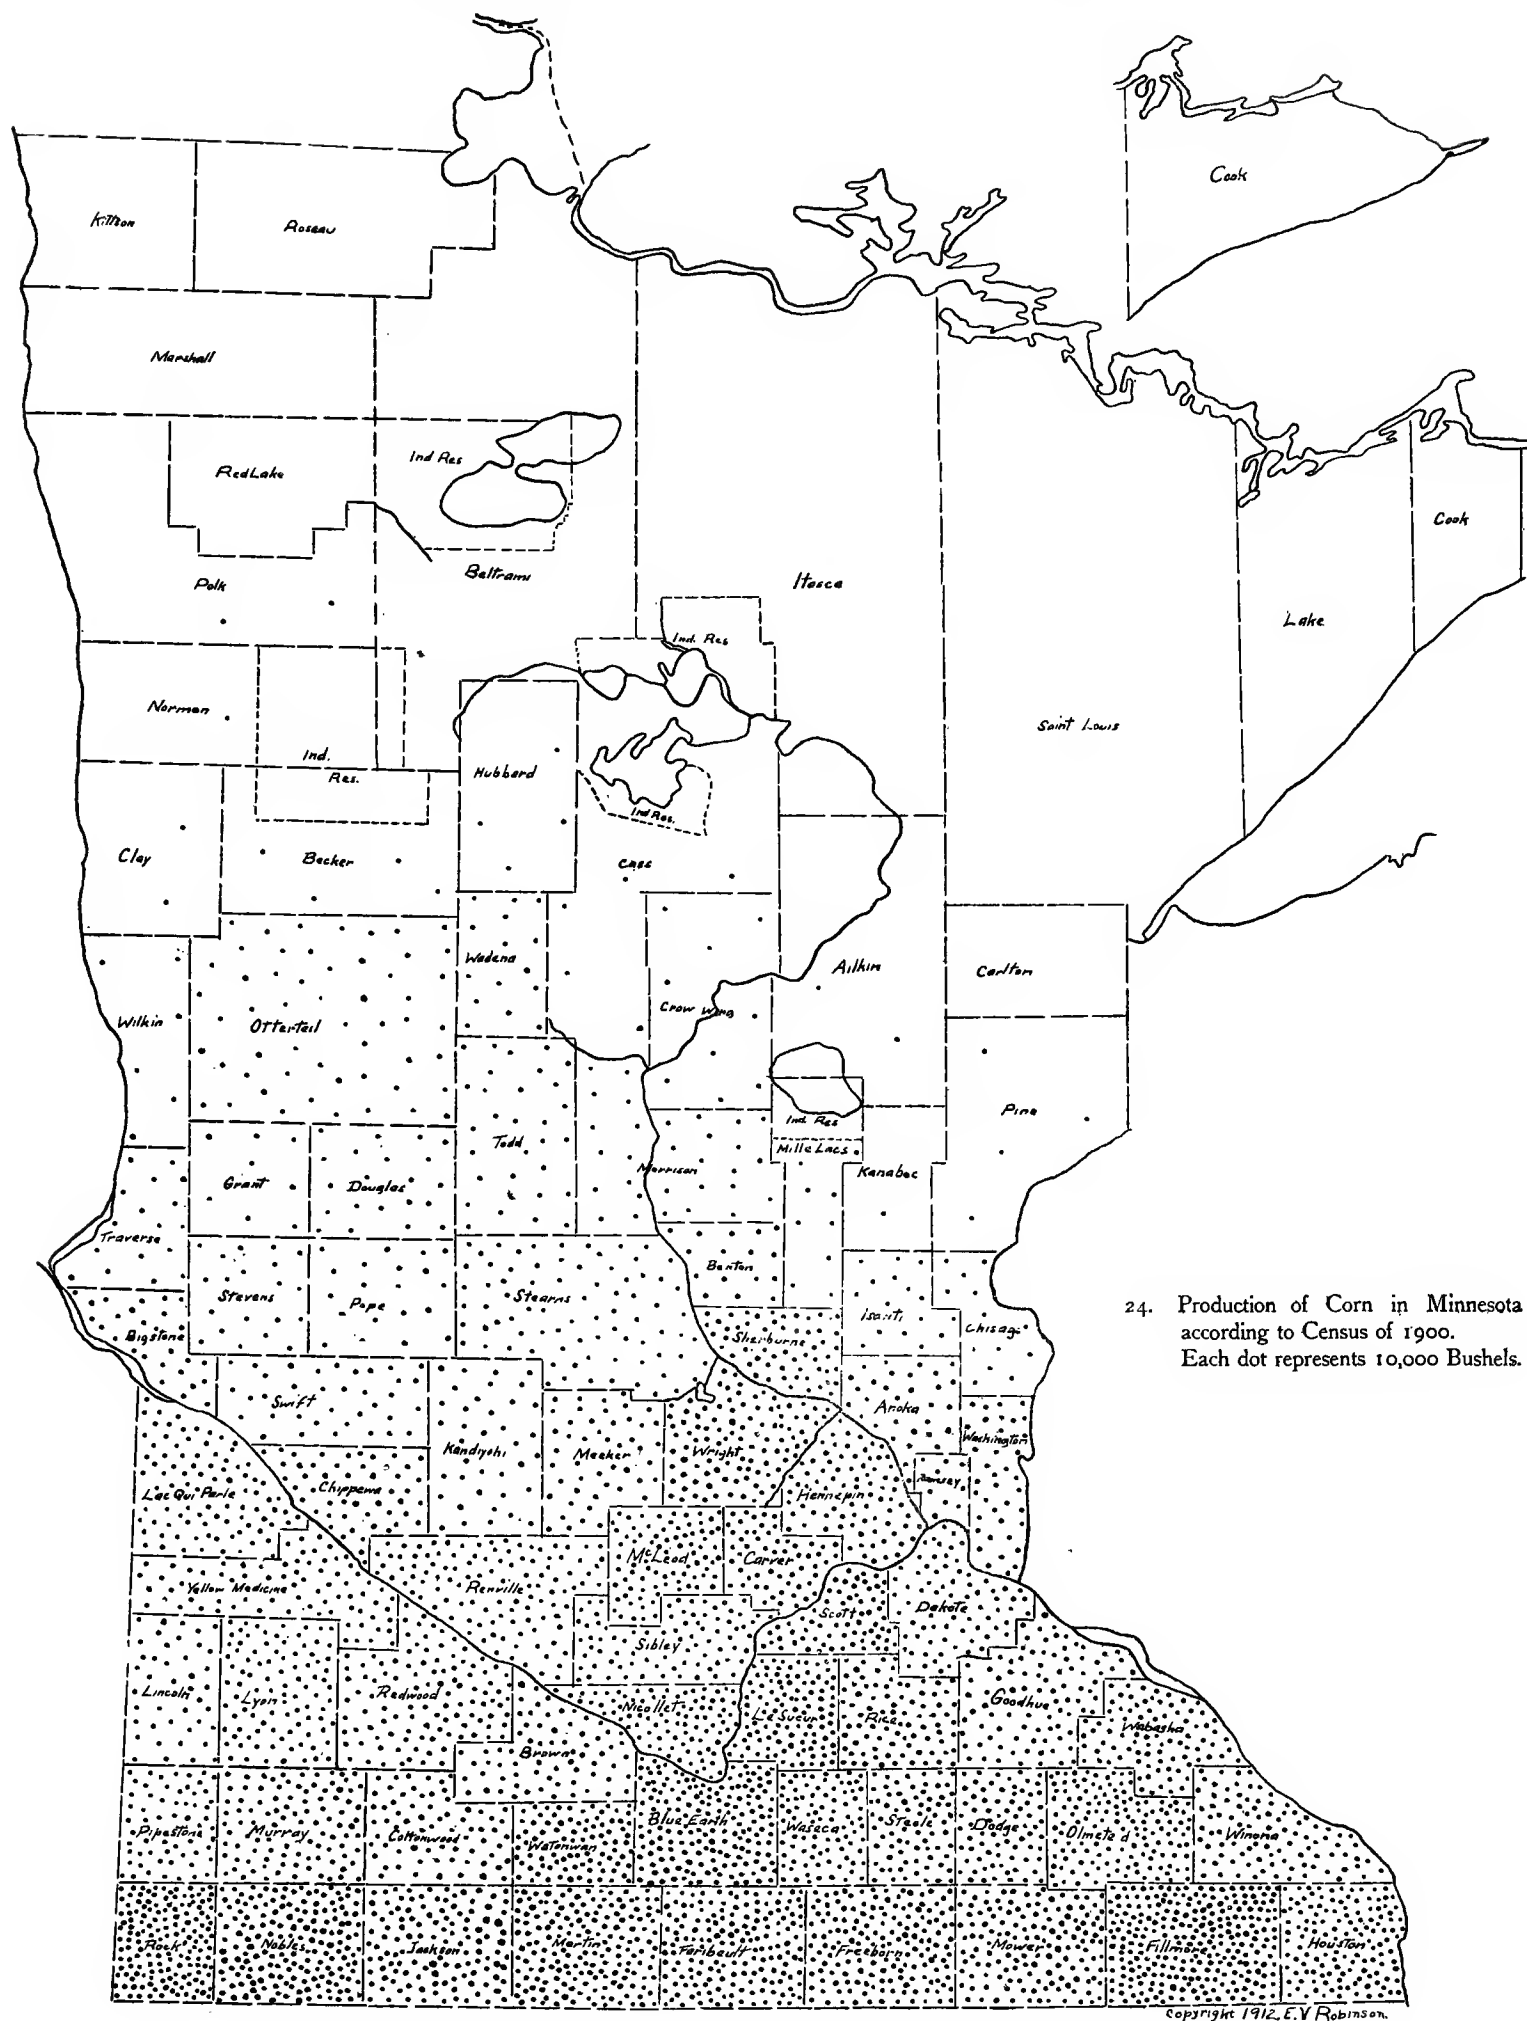 Cook
Kittson
Roseau
Marshall
Ind Res
Red Lake
Cook
Beltrami
Itasca
Polk
Lake
Ind. Res
Norman
Saint Louis
Ind.
Res.
Hubbard
Ind Res.
Clay
Becker
Cass
Wadena
Aitkin
Carlton
Crow Wing
Wilkin
Ottertail
Pine
Ind Res
Todd
Mille Lacs
Morrison
Kanabec
Grant
Douglas
Traverse
Benton
Stevens
Pope
Stearns
Isanti
Chisago
Sherburne
Bigstone
24. Production of Corn in Minnesota
according to Census of 1900.
Each dot represents 10,000 Bushels.
Swift
Anoka
Washington
Kandiyohi
Meeker
Wright
Lac Qui Parle
Chippewa
Hennepin
Ramsey
McLeod
Carver
Yellow Medicine
Renville
Scott
Dakota
Sibley
Lincoln
Lyon
Redwood
Nicollet
Le Sueur
Rice
Goodhue
Wabasha
Brown
Pipestone
Murray
Cottonwood
Watonwan
Blue Earth
Waseca
Steele
Dodge
Olmsted
Winona
Rock
Nobles
Jackson
Martin
Faribault
Freeborn
Mower
Fillmore
Houston
Copyright 1912, E.V Robinson.